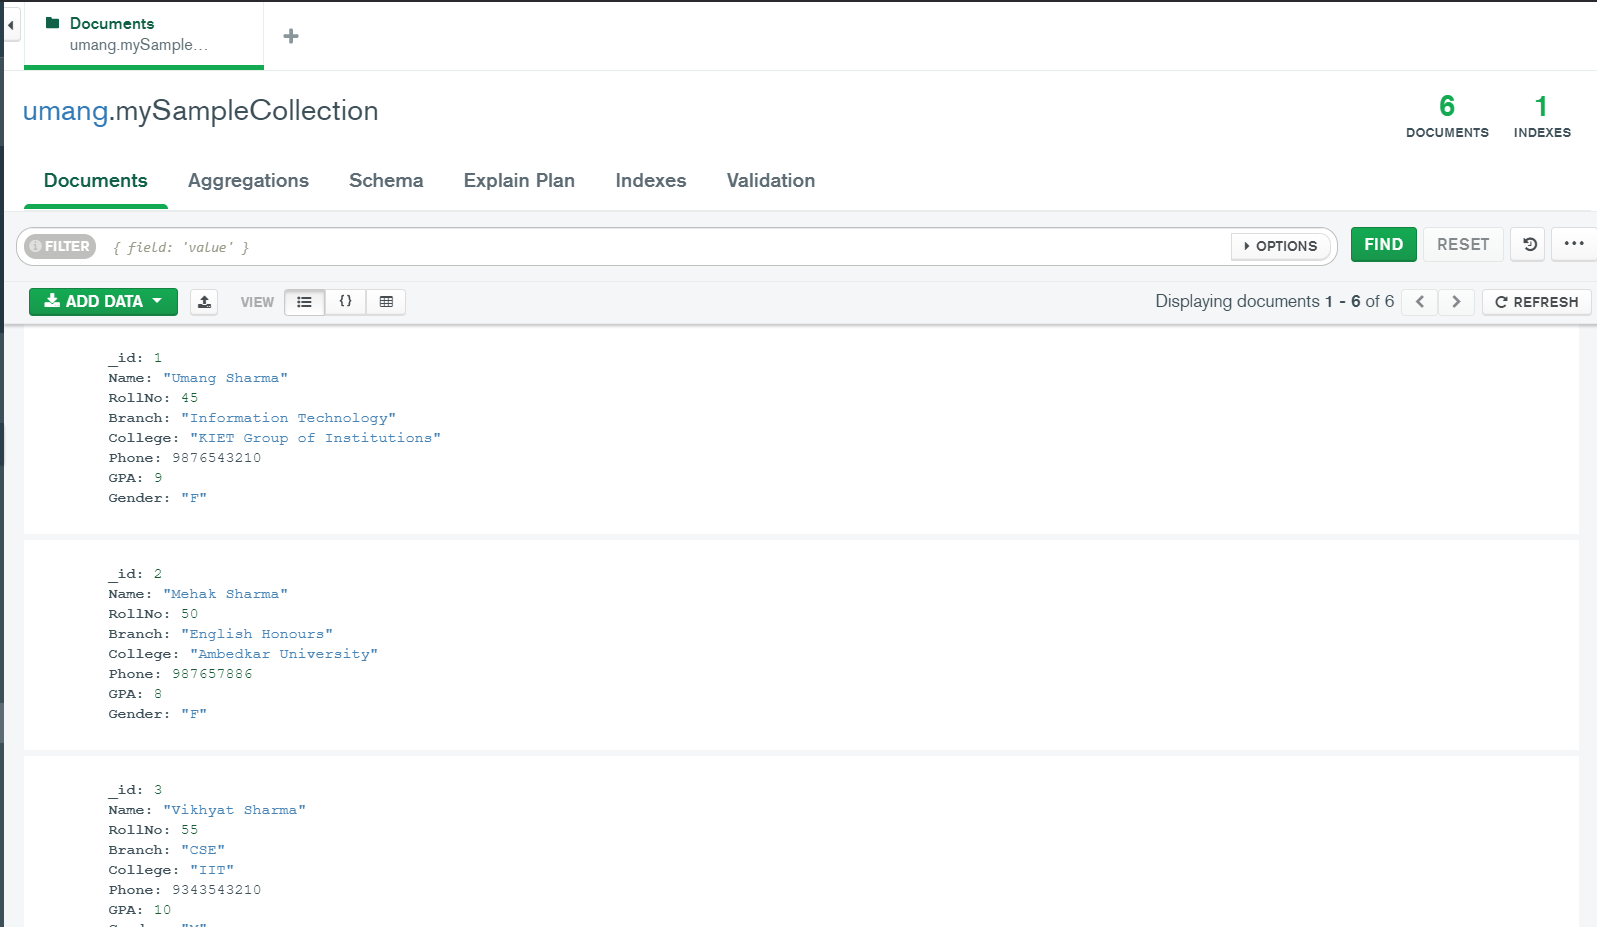 Documents
umang.mySample...
umang.mySampleCollection
6
DOCUMENTS
1
INDEXES
Documents Aggregations Schema Explain Plan Indexes Validation
FILTER { field: 'value' } OPTIONS FIND RESET
ADD DATA VIEW { } Displaying documents 1 - 6 of 6 REFRESH
_id: 1
Name: "Umang Sharma"
RollNo: 45
Branch: "Information Technology"
College: "KIET Group of Institutions"
Phone: 9876543210
GPA: 9
Gender: "F"
_id: 2
Name: "Mehak Sharma"
RollNo: 50
Branch: "English Honours"
College: "Ambedkar University"
Phone: 987657886
GPA: 8
Gender: "F"
_id: 3
Name: "Vikhyat Sharma"
RollNo: 55
Branch: "CSE"
College: "IIT"
Phone: 9343543210
GPA: 10